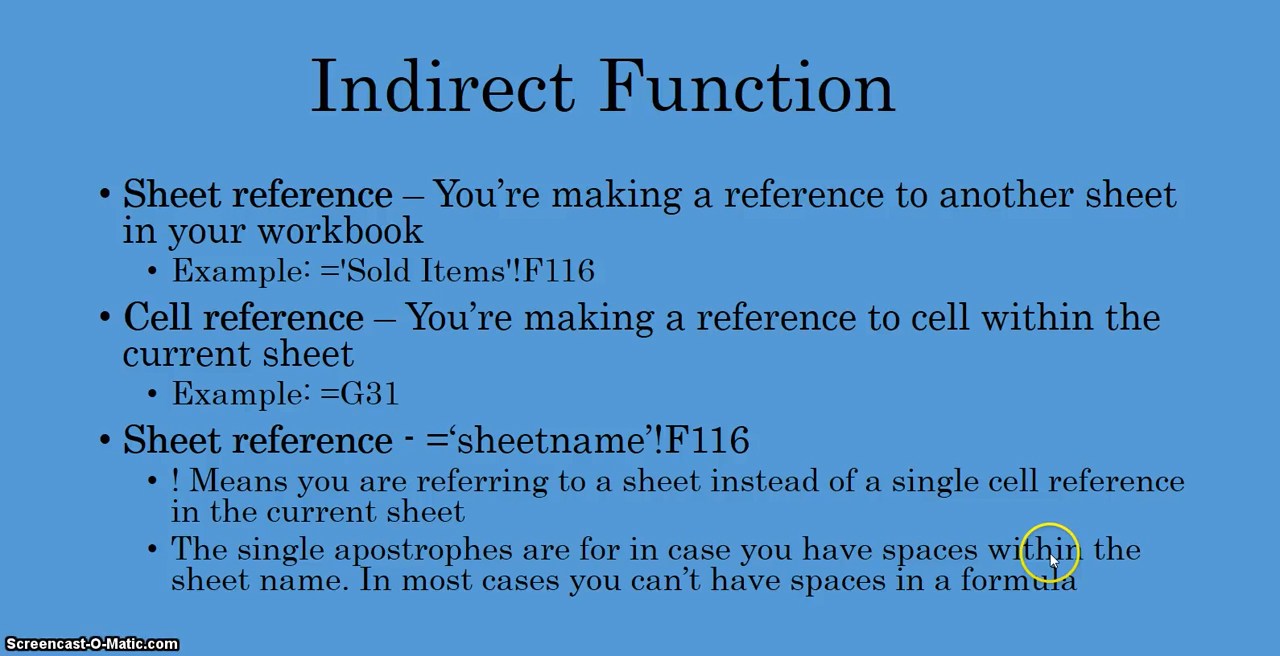 Indirect Function
• Sheet reference – You’re making a reference to another sheet
in your workbook
• Example: ='Sold Items'!F116
• Cell reference – You’re making a reference to cell within the
current sheet
• Example: =G31
• Sheet reference - =‘sheetname’!F116
• ! Means you are referring to a sheet instead of a single cell reference
in the current sheet
• The single apostrophes are for in case you have spaces within the
sheet name. In most cases you can’t have spaces in a formula
Screencast-O-Matic.com